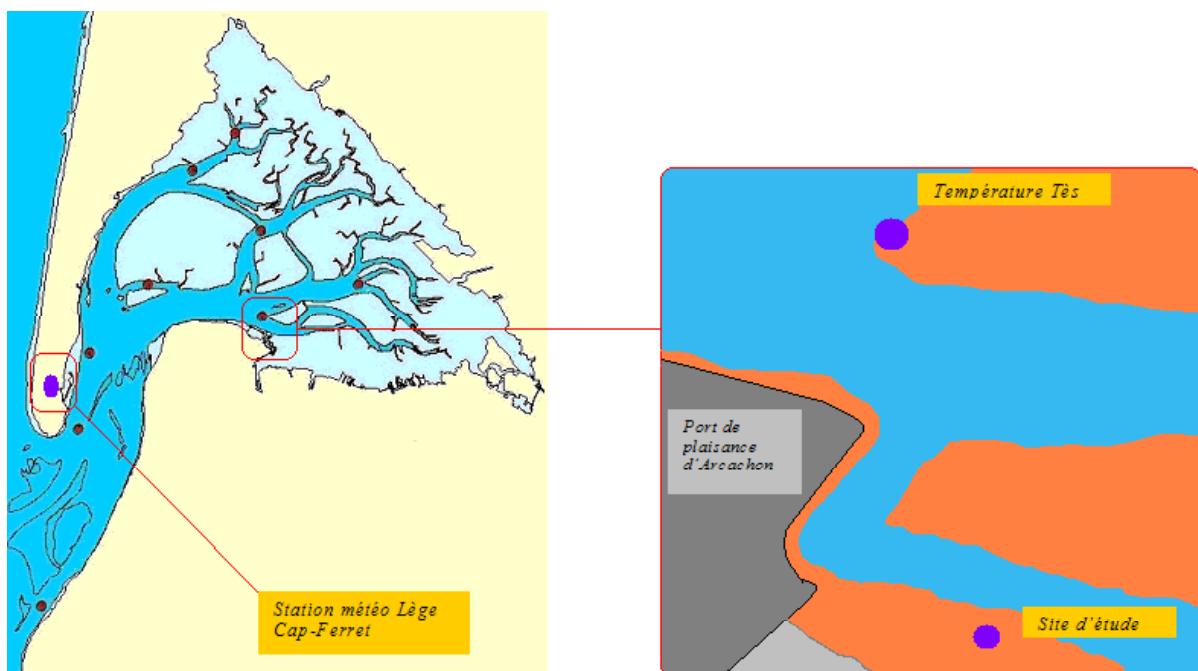 Température Tès
Port de
plaisance
d'Arcachon
Station météo Lège
Cap-Ferret
Site d'étude